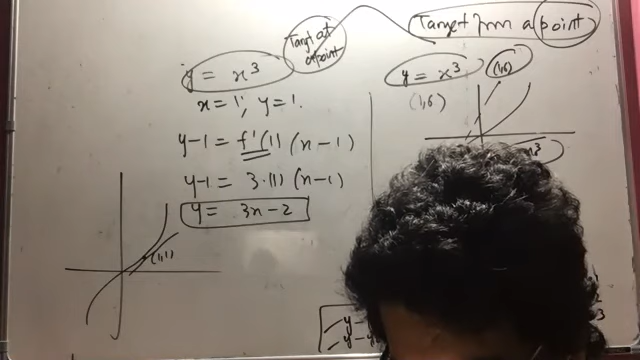 Tangent at
a point
y = x³
x = 1, y = 1.
y-1 = f'(1) (x-1)
y-1 = 3.(1) (x-1)
y = 3x-2
(1,1)
Tangent from a point
y = x³
(1,6)
(1,6)